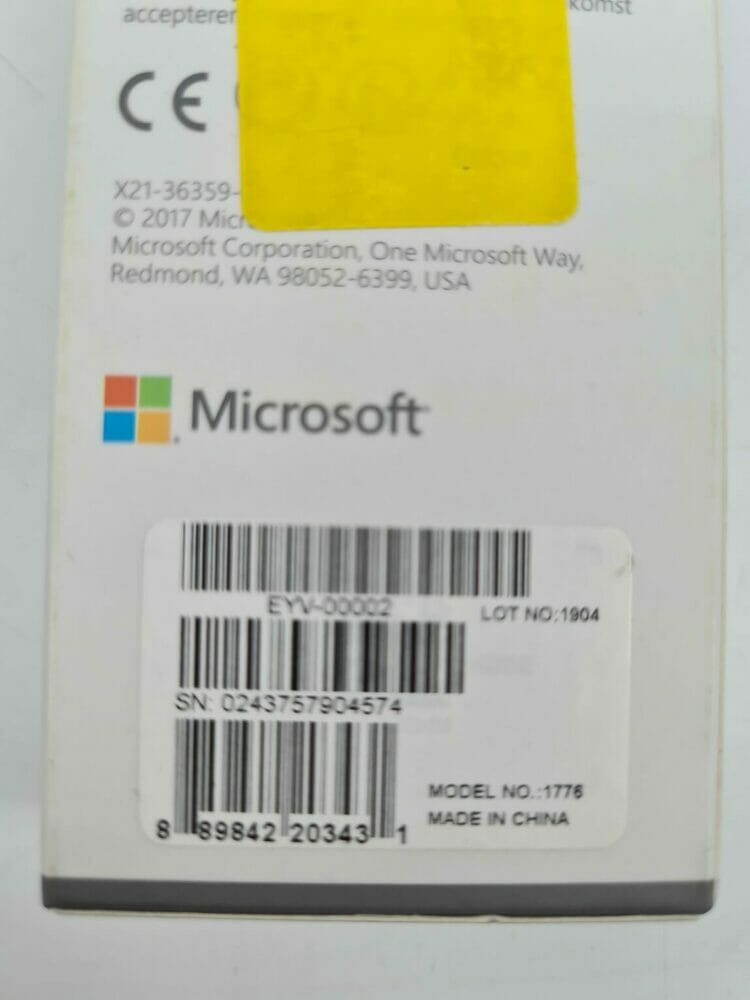 accepterer
komst
CE
X21-36359-
© 2017 Micr
Microsoft Corporation, One Microsoft Way,
Redmond, WA 98052-6399, USA
Microsoft
EYV-00002
LOT NO:1904
SN: 0243757904574
MODEL NO.:1776
MADE IN CHINA
8 89842 20343 1